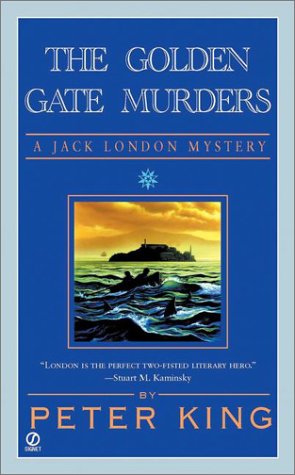 THE GOLDEN
GATE MURDERS
A JACK LONDON MYSTERY
"LONDON IS THE PERFECT TWO-FISTED LITERARY HERO."
—Stuart M. Kaminsky
BY
PETER KING
SIGNET